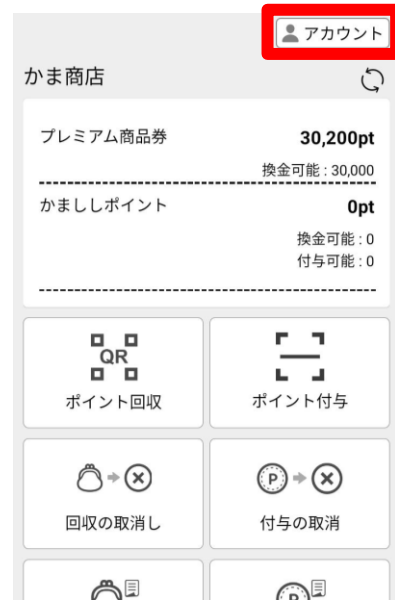 アカウント
かま商店
プレミアム商品券 30,200pt
換金可能 : 30,000
かまししポイント 0pt
換金可能 : 0
付与可能 : 0
QR
ポイント回収 ポイント付与
P
回収の取消し 付与の取消
P